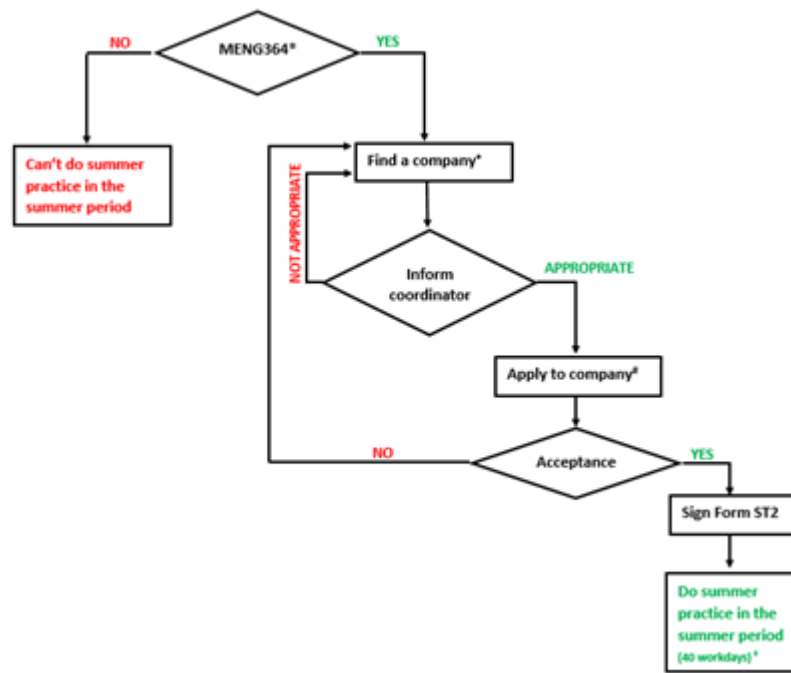 MENG364*
NO
YES
Can't do summer
practice in the
summer period
Find a company*
NOT APPROPRIATE
Inform
coordinator
APPROPRIATE
Apply to company#
NO
Acceptance
YES
Sign Form ST2
Do summer
practice in the
summer period
(40 workdays)*